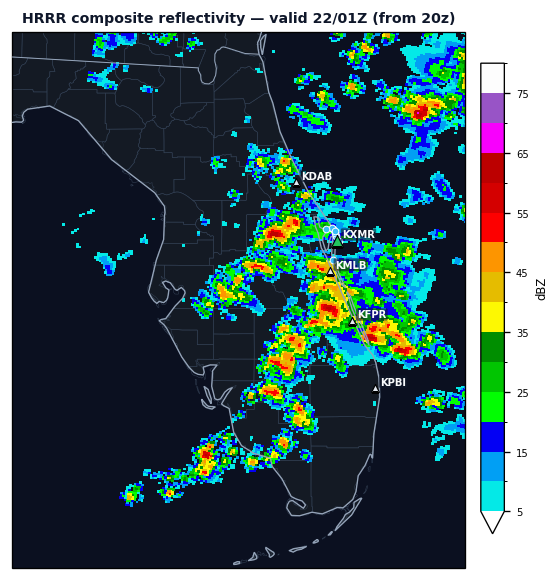 HRRR composite reflectivity — valid 22/01Z (from 20z)
KDAB
KXMR
KMLB
KFPR
KPBI
75
65
55
45
35
25
15
5
dBZ